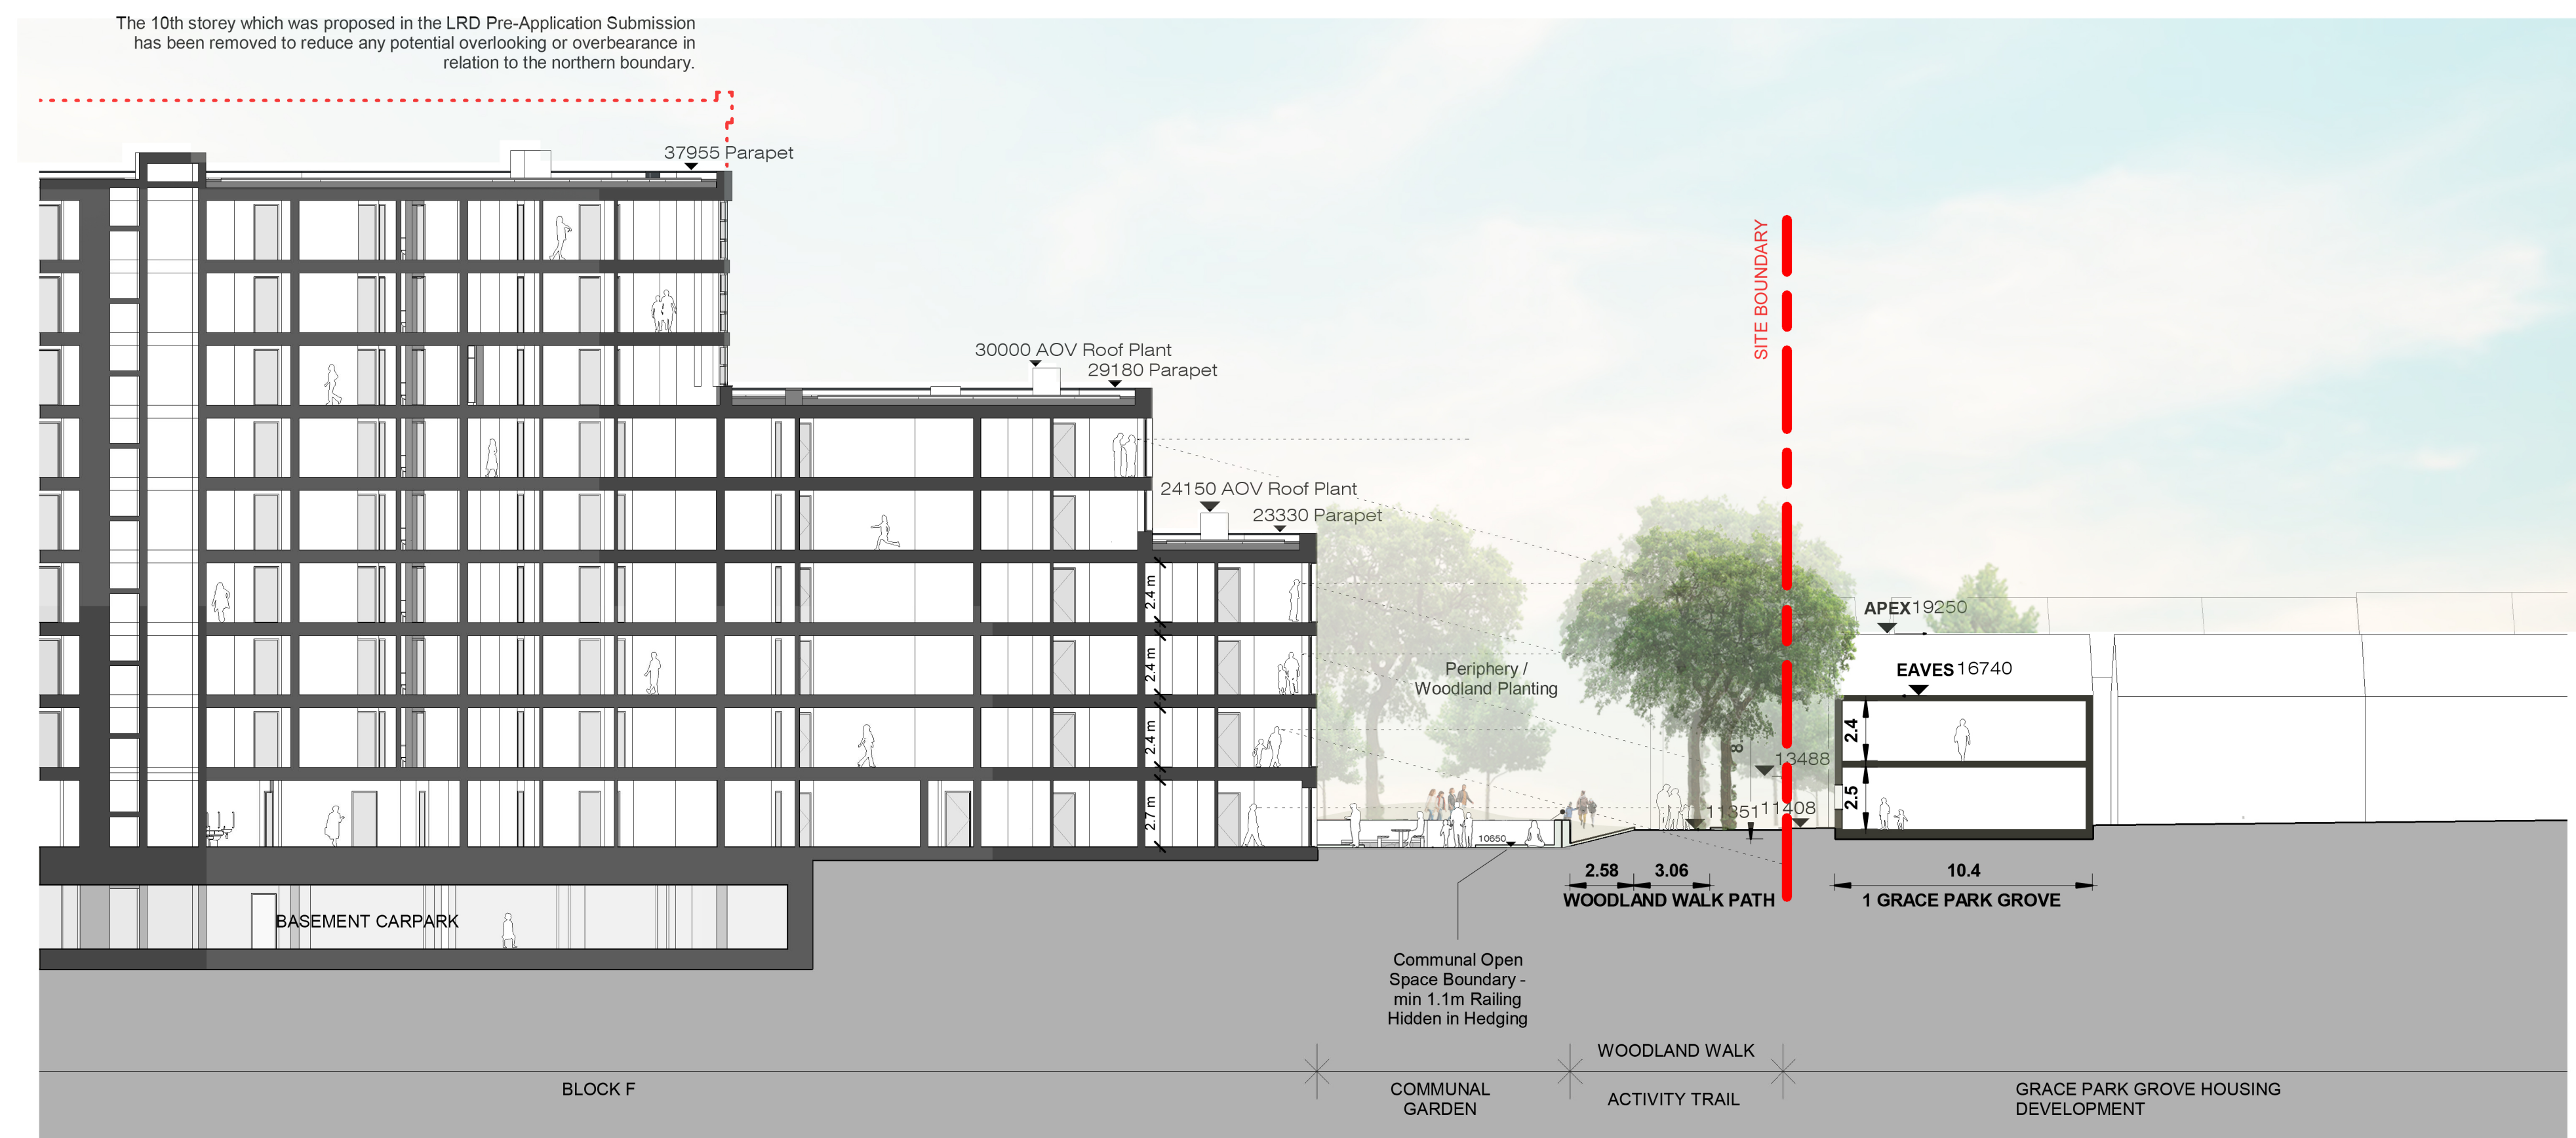 The 10th storey which was proposed in the LRD Pre-Application Submission
has been removed to reduce any potential overlooking or overbearance in
relation to the northern boundary.
37955 Parapet
SITE BOUNDARY
30000 AOV Roof Plant
29180 Parapet
24150 AOV Roof Plant
23330 Parapet
2.4 m
2.4 m
2.4 m
2.7 m
Periphery /
Woodland Planting
APEX 19250
EAVES 16740
2.4
2.5
8.
13488
11351
11408
10650
2.58
3.06
WOODLAND WALK PATH
10.4
1 GRACE PARK GROVE
BASEMENT CARPARK
Communal Open
Space Boundary -
min 1.1m Railing
Hidden in Hedging
BLOCK F
COMMUNAL
GARDEN
WOODLAND WALK
ACTIVITY TRAIL
GRACE PARK GROVE HOUSING
DEVELOPMENT